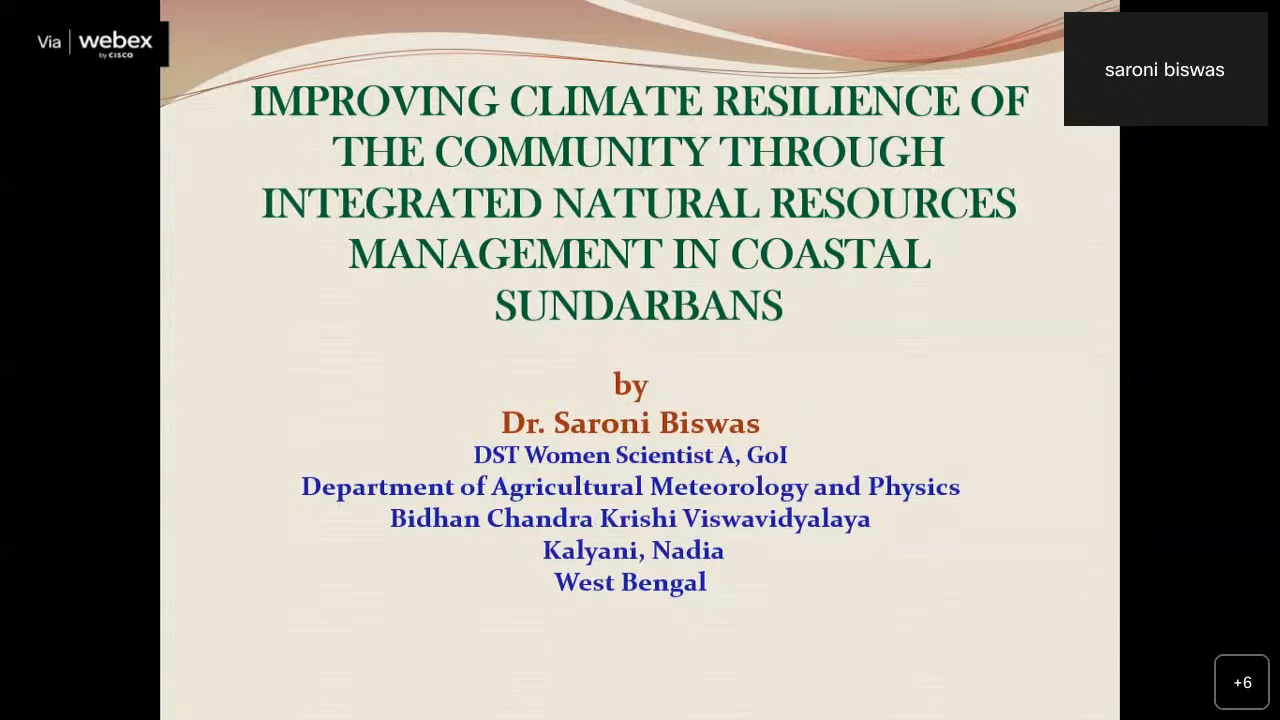 Via | webex
by CISCO
saroni biswas
IMPROVING CLIMATE RESILIENCE OF
THE COMMUNITY THROUGH
INTEGRATED NATURAL RESOURCES
MANAGEMENT IN COASTAL
SUNDARBANS
by
Dr. Saroni Biswas
DST Women Scientist A, GoI
Department of Agricultural Meteorology and Physics
Bidhan Chandra Krishi Viswavidyalaya
Kalyani, Nadia
West Bengal
+6